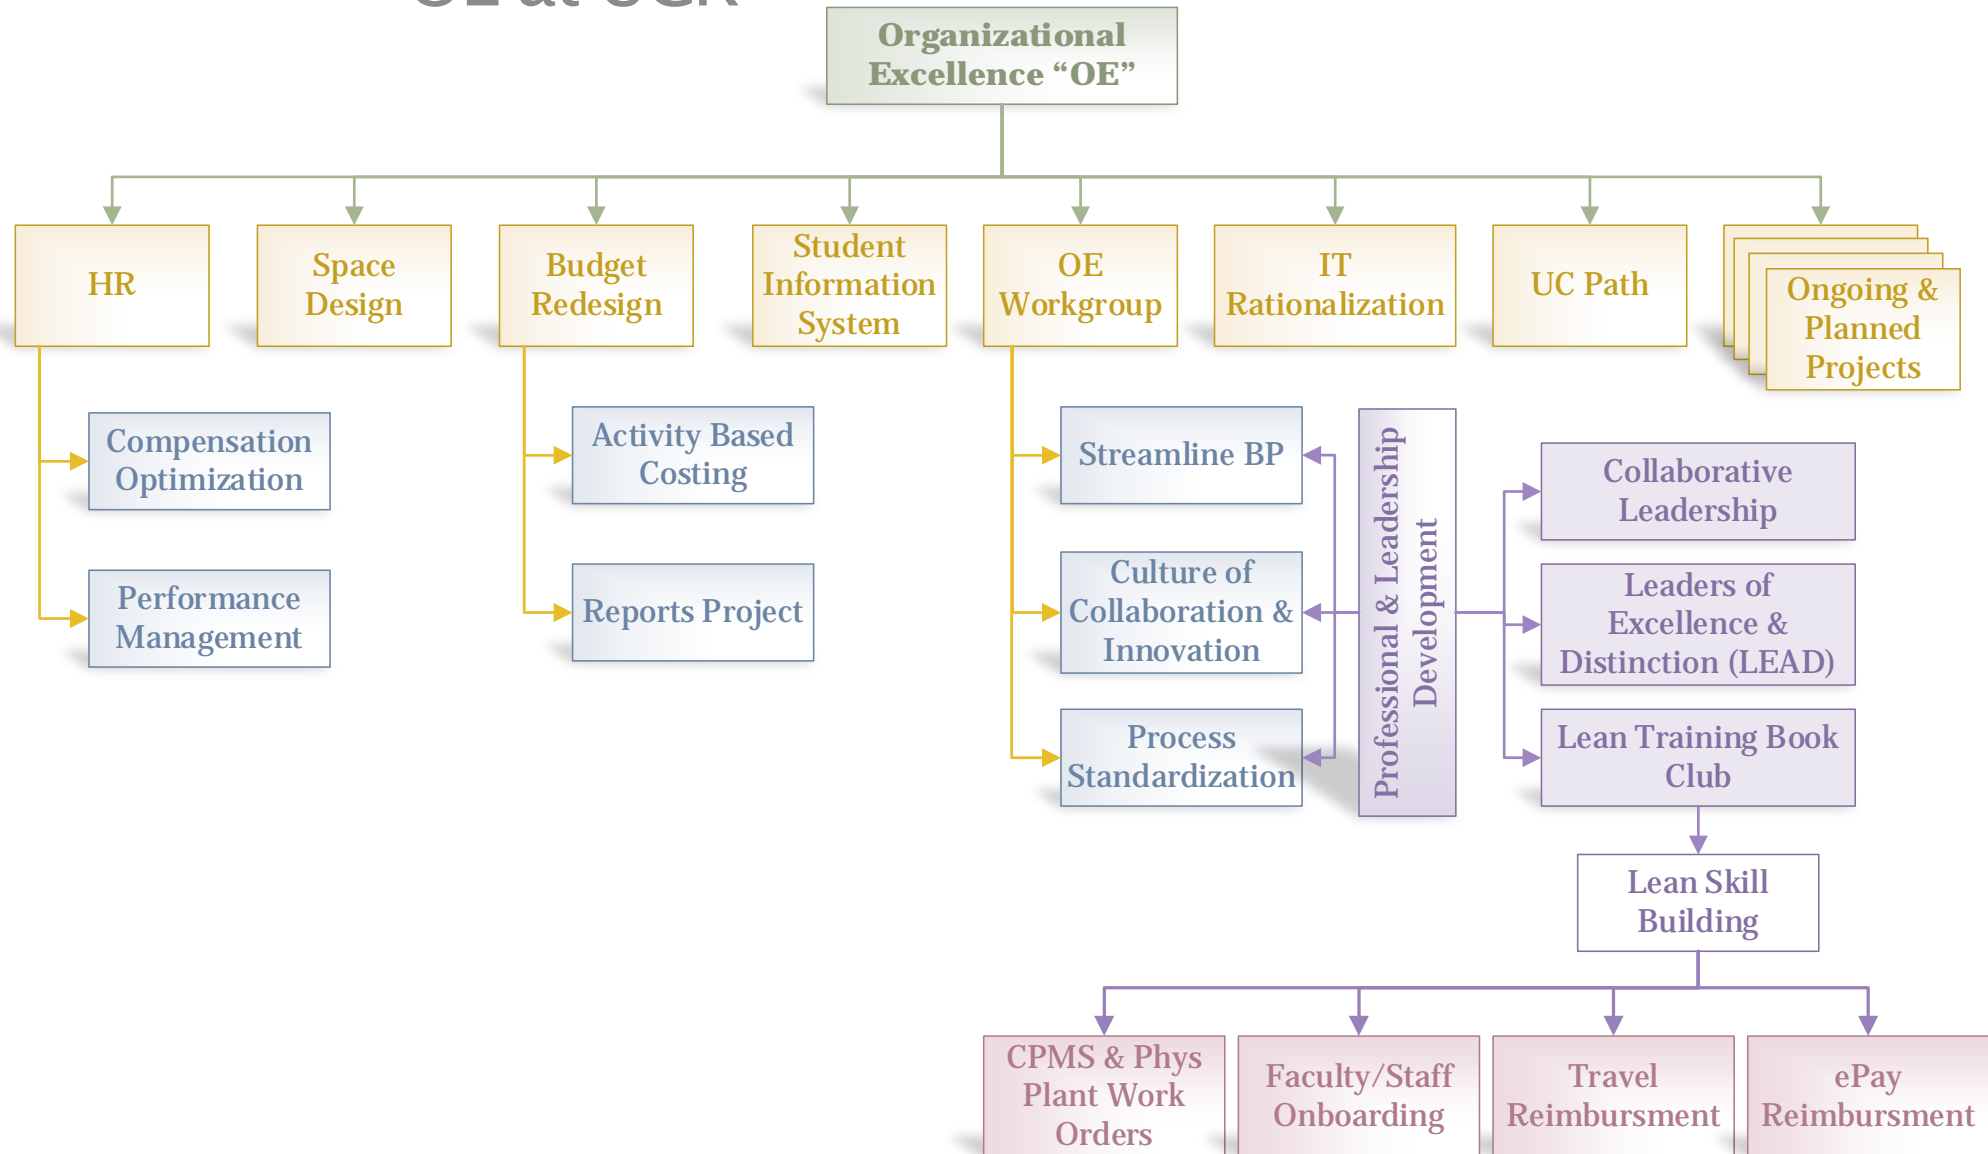 OE at UCR
Organizational
Excellence “OE”
HR
Space
Design
Budget
Redesign
Student
Information
System
OE
Workgroup
IT
Rationalization
UC Path
Ongoing &
Planned
Projects
Compensation
Optimization
Performance
Management
Activity Based
Costing
Reports Project
Streamline BP
Culture of
Collaboration &
Innovation
Process
Standardization
Professional & Leadership
Development
Collaborative
Leadership
Leaders of
Excellence &
Distinction (LEAD)
Lean Training Book
Club
Lean Skill
Building
CPMS & Phys
Plant Work
Orders
Faculty/Staff
Onboarding
Travel
Reimbursment
ePay
Reimbursment